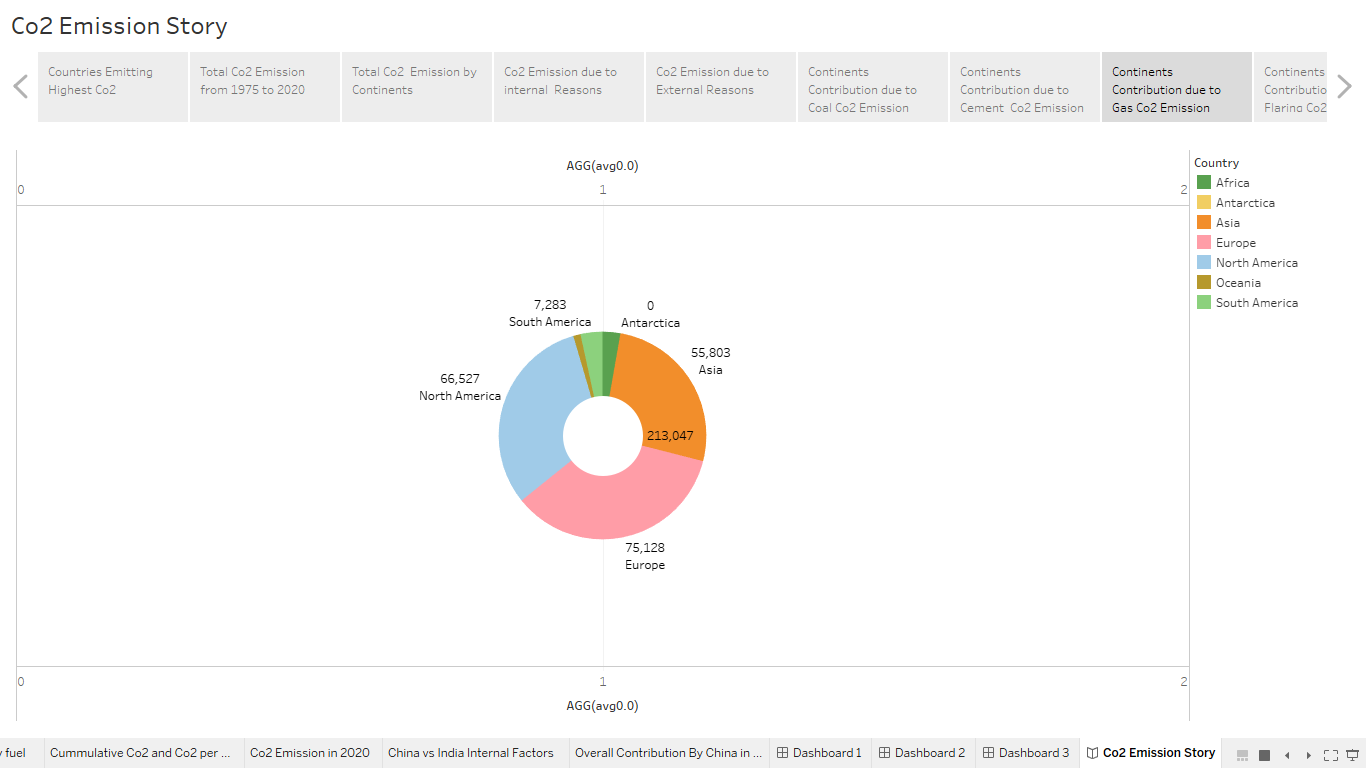 Co2 Emission Story
Countries Emitting
Highest Co2
Total Co2 Emission
from 1975 to 2020
Total Co2  Emission by
Continents
Co2 Emission due to
internal  Reasons
Co2 Emission due to
External Reasons
Continents
Contribution due to
Coal Co2 Emission
Continents
Contribution due to
Cement  Co2 Emission
Continents
Contribution due to
Gas Co2 Emission
Continents
Contributio
Flaring Co2
AGG(avg0.0)
0
1
2
Country
Africa
Antarctica
Asia
Europe
North America
Oceania
South America
7,283
South America
0
Antarctica
55,803
Asia
66,527
North America
213,047
75,128
Europe
0
1
2
AGG(avg0.0)
y fuel
Cummulative Co2 and Co2 per ...
Co2 Emission in 2020
China vs India Internal Factors
Overall Contribution By China in ...
Dashboard 1
Dashboard 2
Dashboard 3
Co2 Emission Story